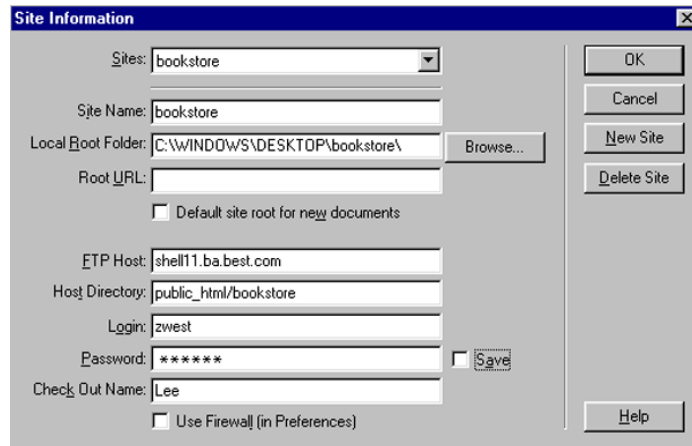 Site Information
Sites: bookstore
OK
Site Name: bookstore
Cancel
Local Root Folder: C:\WINDOWS\DESKTOP\bookstore\ Browse...
New Site
Root URL:
Delete Site
Default site root for new documents
FTP Host: shell11.ba.best.com
Host Directory: public_html/bookstore
Login: zwest
Password: ****** Save
Check Out Name: Lee
Use Firewall (in Preferences)
Help